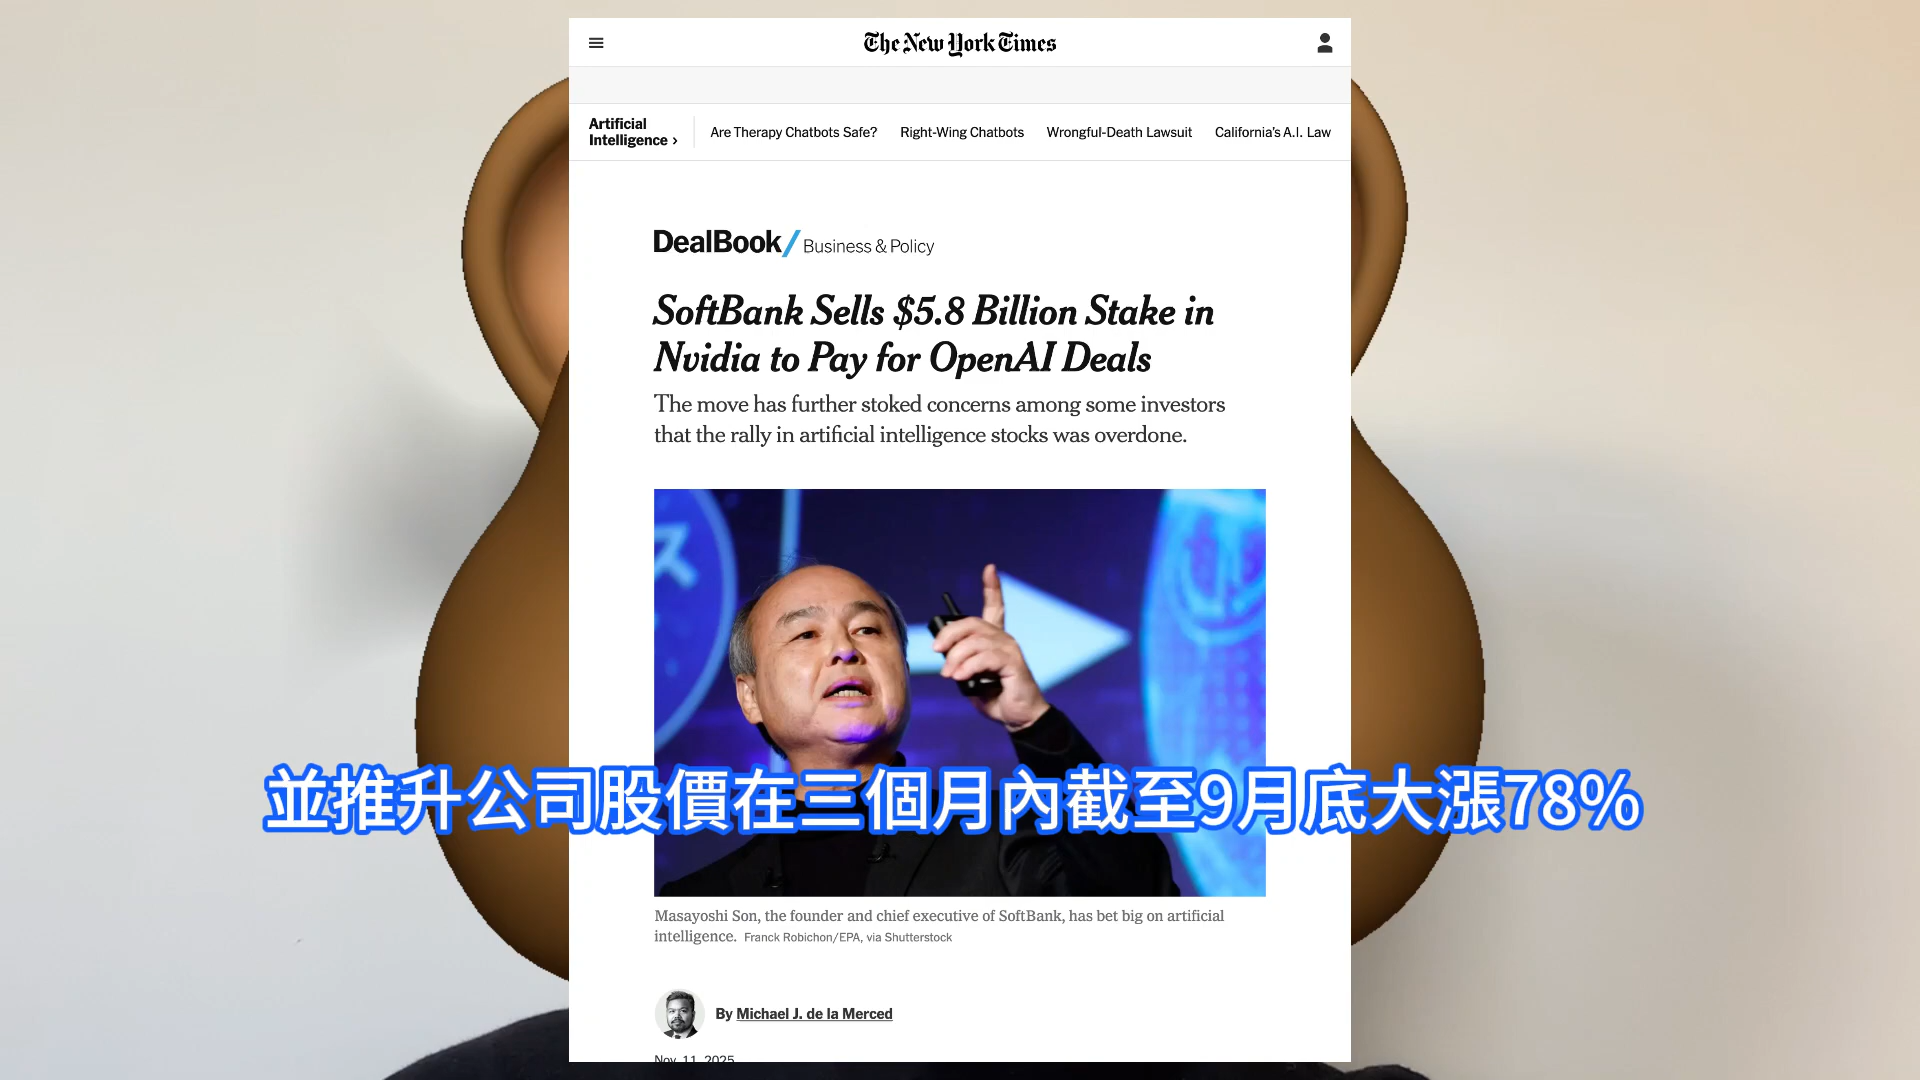 The New York Times
Artificial
Intelligence ›
Are Therapy Chatbots Safe?
Right-Wing Chatbots
Wrongful-Death Lawsuit
California's A.I. Law
DealBook/ Business & Policy
SoftBank Sells $5.8 Billion Stake in
Nvidia to Pay for OpenAI Deals
The move has further stoked concerns among some investors
that the rally in artificial intelligence stocks was overdone.
ス
並推升公司股價在三個月內截至9月底大漲78%
Masayoshi Son, the founder and chief executive of SoftBank, has bet big on artificial
intelligence. Franck Robichon/EPA, via Shutterstock
By Michael J. de la Merced
Nov. 11, 2025